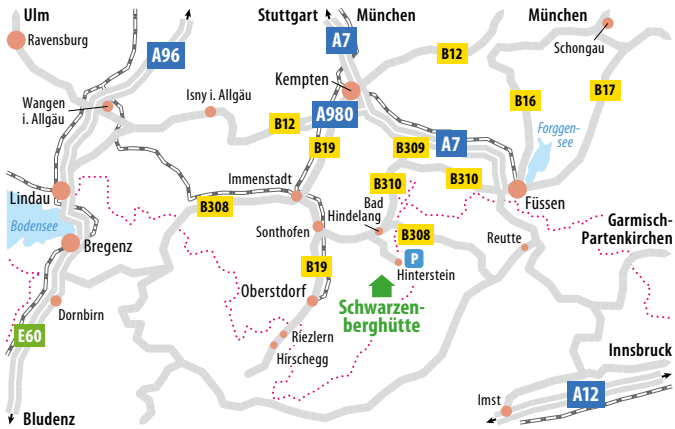 Ulm
Stuttgart
München
München
Ravensburg
A96
A7
Schongau
B12
Kempten
Isny i. Allgäu
B16
B17
Wangen
i. Allgäu
A980
B12
Forggen-
see
B19
B309
A7
Immenstadt
B310
B310
Lindau
B308
Bad
Hindelang
Füssen
Bodensee
Sonthofen
B308
Reutte
Garmisch-
Partenkirchen
Bregenz
P
B19
Hinterstein
Oberstdorf
Schwarzen-
berghütte
Dornbirn
E60
Riezlern
Hirschegg
Innsbruck
A12
Imst
Bludenz